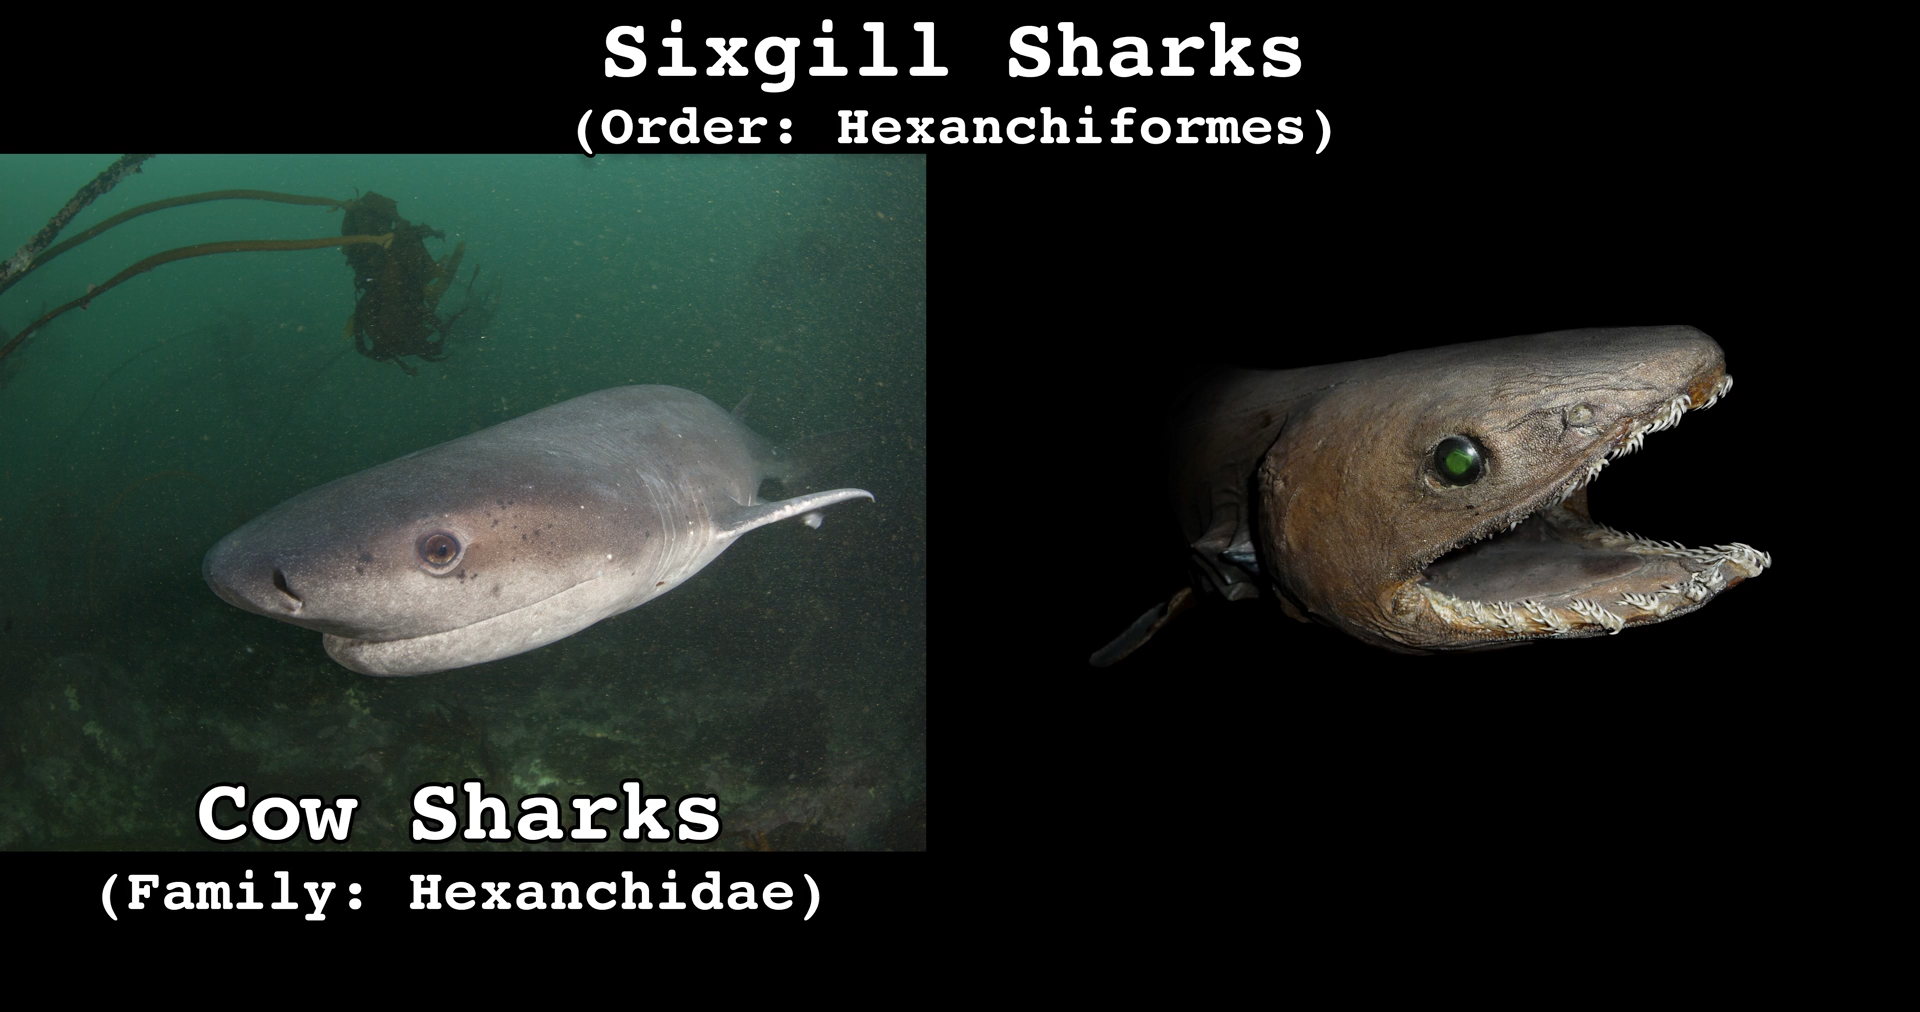 Sixgill Sharks
(Order: Hexanchiformes)
Cow Sharks
(Family: Hexanchidae)